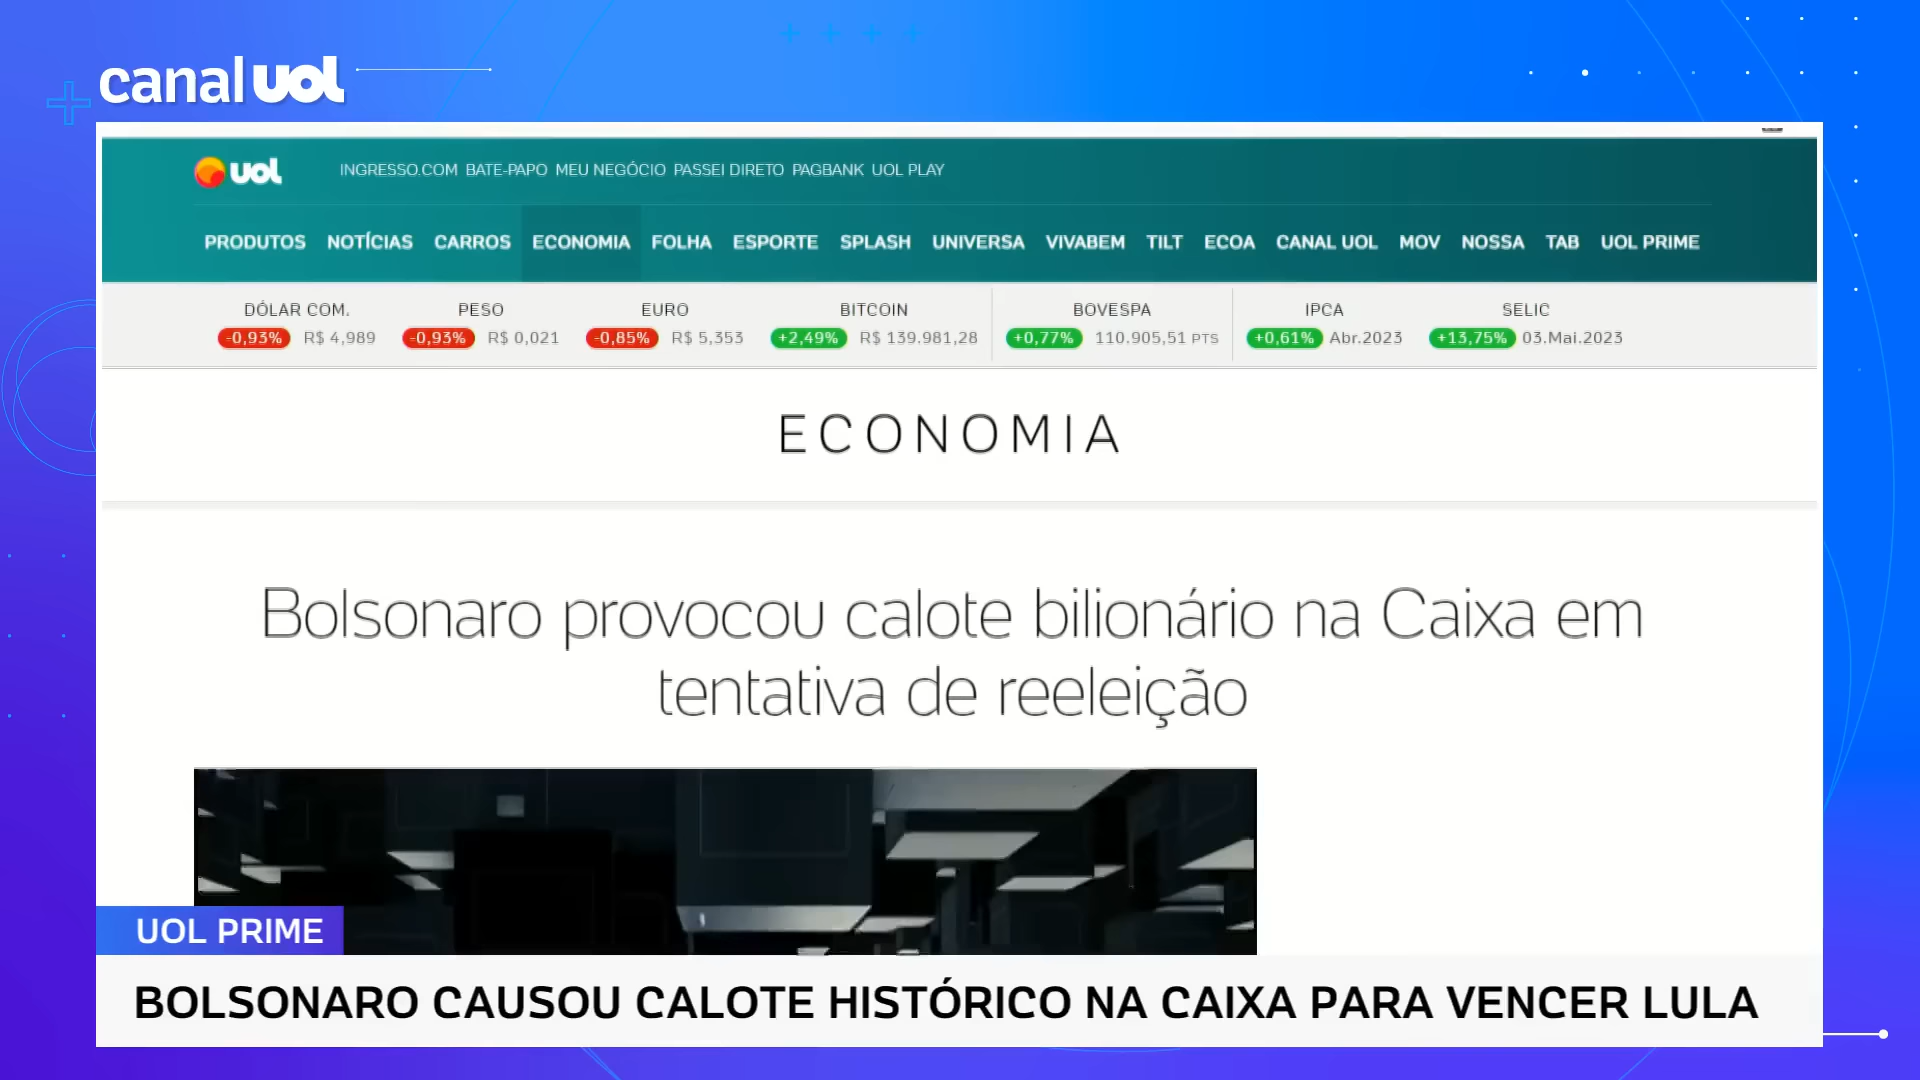 canal uol
uol
INGRESSO.COM BATE-PAPO MEU NEGÓCIO PASSEI DIRETO PAGBANK UOL PLAY
PRODUTOS NOTÍCIAS CARROS ECONOMIA FOLHA ESPORTE SPLASH UNIVERSA VIVABEM TILT ECOA CANAL UOL MOV NOSSA TAB UOL PRIME
DÓLAR COM. PESO EURO BITCOIN BOVESPA IPCA SELIC
-0,93% R$ 4,989 -0,93% R$ 0,021 -0,85% R$ 5,353 +2,49% R$ 139.981,28 +0,77% 110.905,51 PTS +0,61% Abr.2023 +13,75% 03.Mai.2023
ECONOMIA
Bolsonaro provocou calote bilionário na Caixa em
tentativa de reeleição
UOL PRIME
BOLSONARO CAUSOU CALOTE HISTÓRICO NA CAIXA PARA VENCER LULA